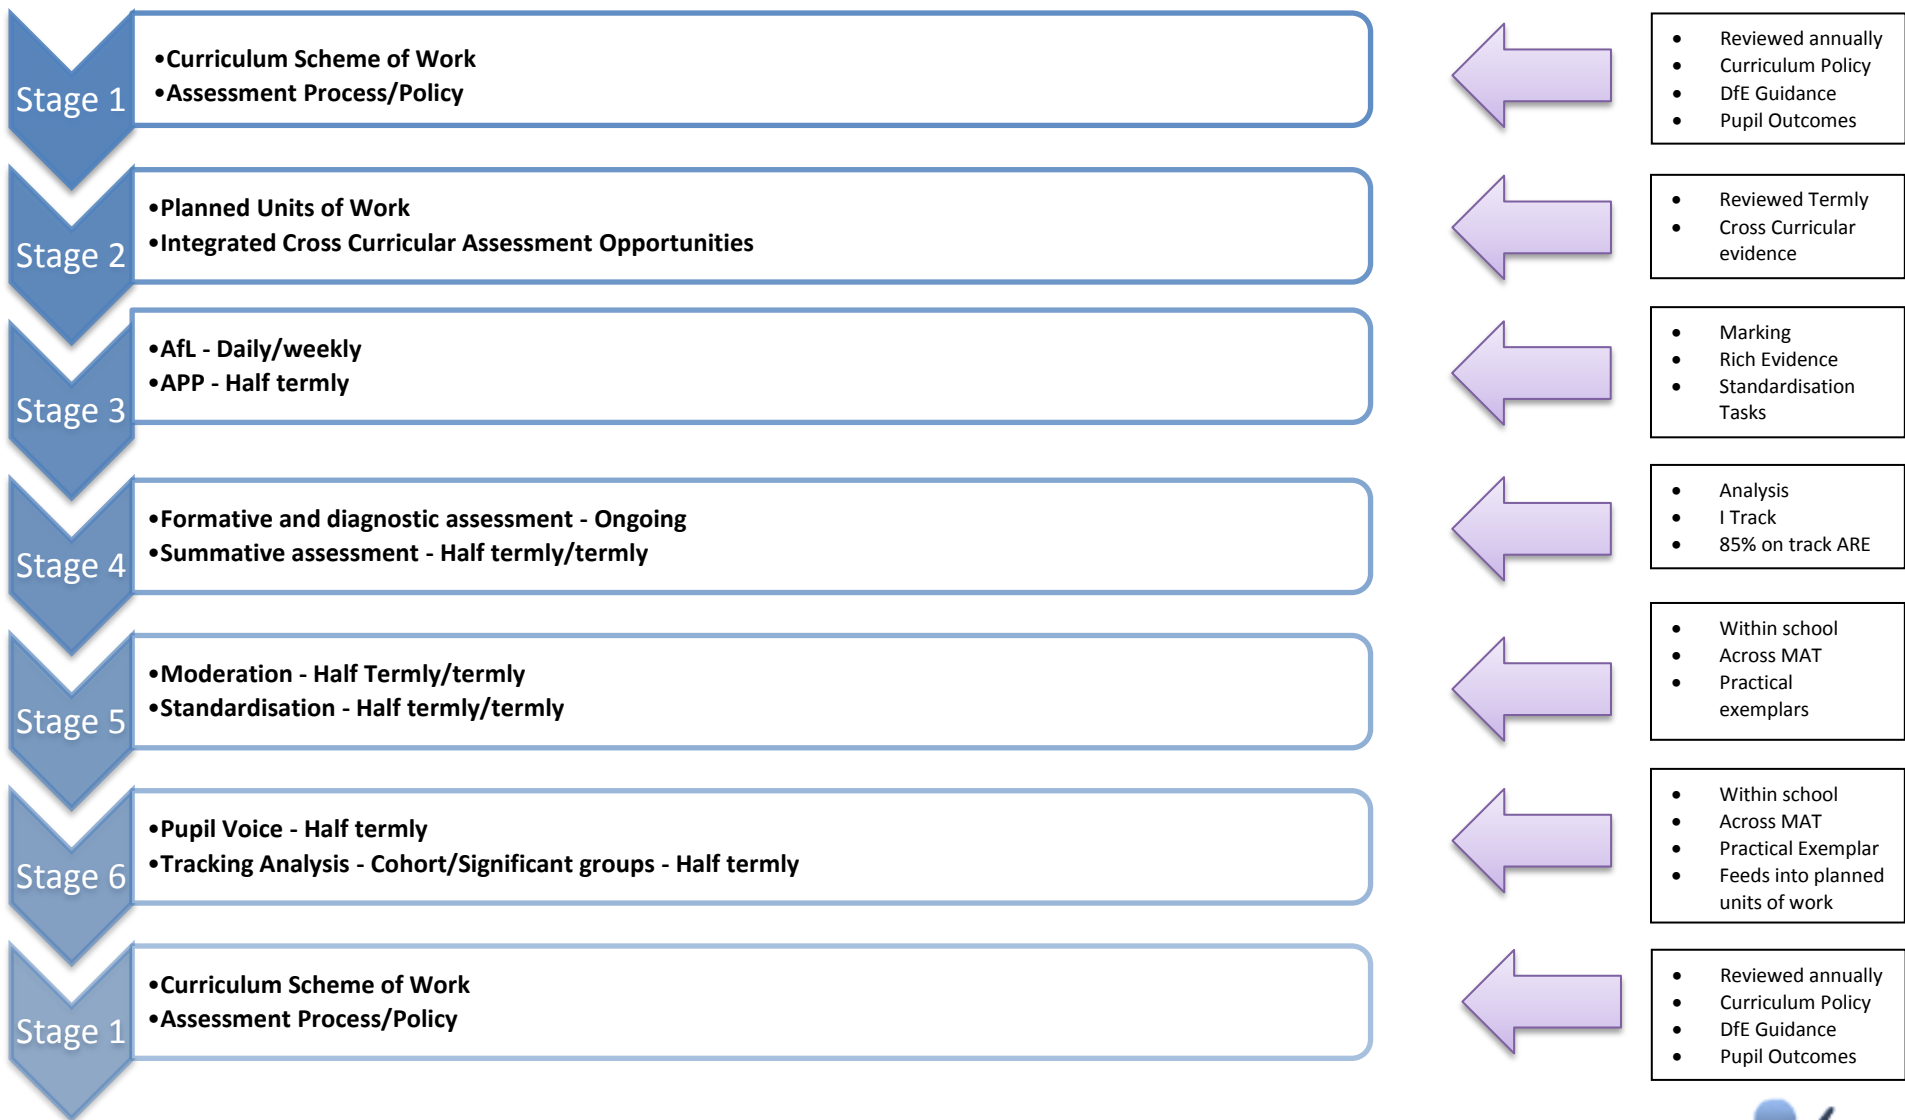 Stage 1
•Curriculum Scheme of Work
•Assessment Process/Policy
• Reviewed annually
• Curriculum Policy
• DfE Guidance
• Pupil Outcomes
Stage 2
•Planned Units of Work
•Integrated Cross Curricular Assessment Opportunities
• Reviewed Termly
• Cross Curricular
evidence
Stage 3
•AfL - Daily/weekly
•APP - Half termly
• Marking
• Rich Evidence
• Standardisation
Tasks
Stage 4
•Formative and diagnostic assessment - Ongoing
•Summative assessment - Half termly/termly
• Analysis
• I Track
• 85% on track ARE
Stage 5
•Moderation - Half Termly/termly
•Standardisation - Half termly/termly
• Within school
• Across MAT
• Practical
exemplars
Stage 6
•Pupil Voice - Half termly
•Tracking Analysis - Cohort/Significant groups - Half termly
• Within school
• Across MAT
• Practical Exemplar
• Feeds into planned
units of work
Stage 1
•Curriculum Scheme of Work
•Assessment Process/Policy
• Reviewed annually
• Curriculum Policy
• DfE Guidance
• Pupil Outcomes